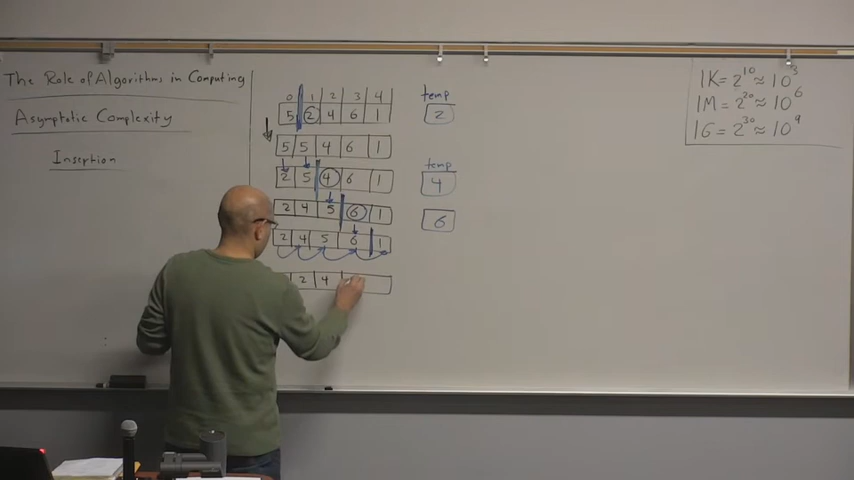 The Role of Algorithms in Computing
Asymptotic Complexity
Inseption
0 1 2 3 4
5 2 4 6 1
5 5 4 6 1
2 5 4 6 1
2 4 5 6 1
2 4 5 6 1
2 4
temp
2
temp
4
6
1K = 2^10 ≈ 10^3
1M = 2^20 ≈ 10^6
1G = 2^30 ≈ 10^9